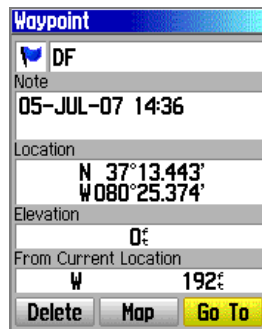 Waypoint
DF
Note
05-JUL-07 14:36
Location
N 37°13.443'
W080°25.374'
Elevation
0ft
From Current Location
W 192ft
Delete Map Go To